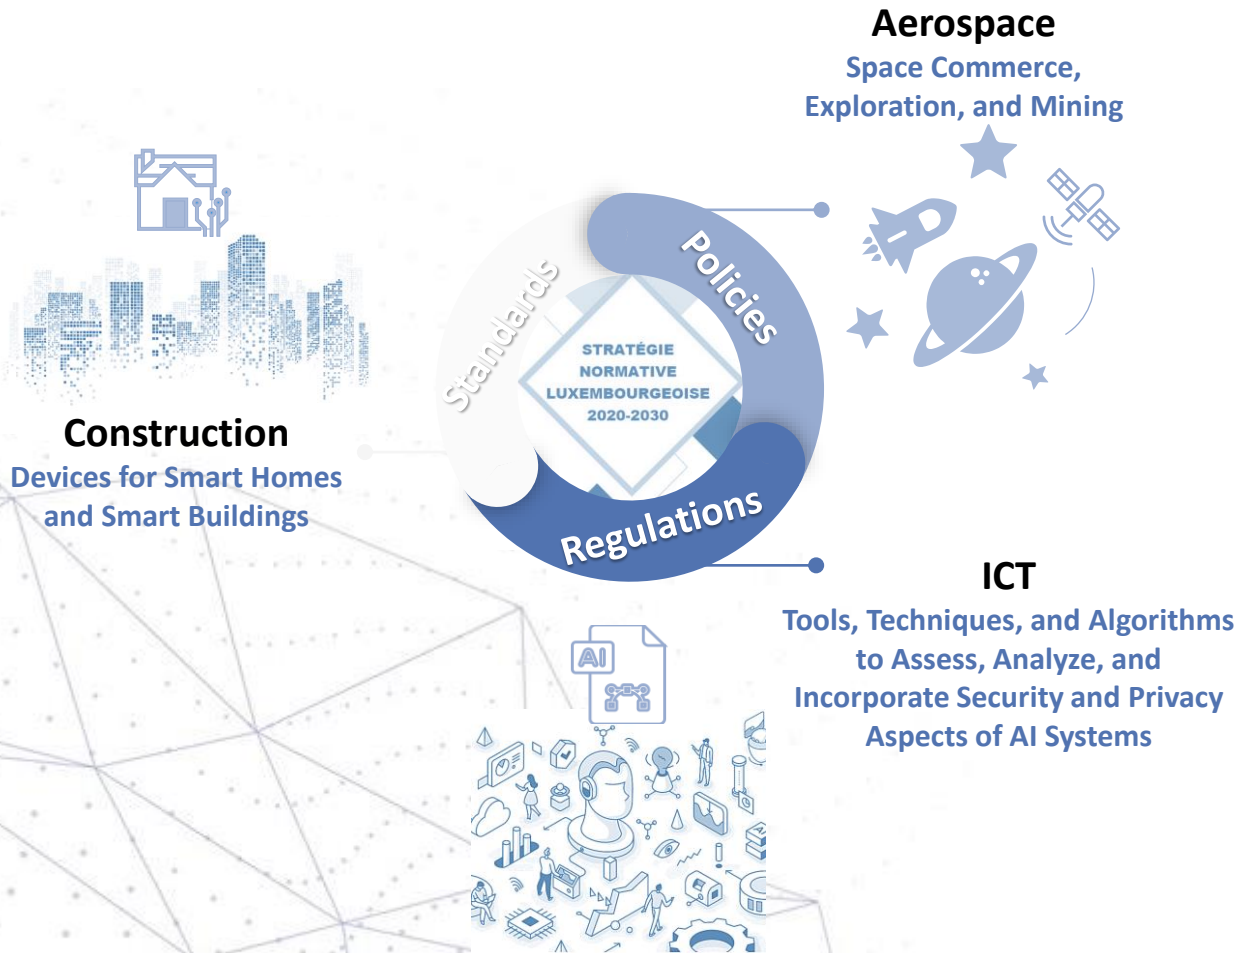 Aerospace
Space Commerce,
Exploration, and Mining
Standards
Policies
STRATÉGIE
NORMATIVE
LUXEMBOURGEOISE
2020-2030
Regulations
Construction
Devices for Smart Homes
and Smart Buildings
ICT
Tools, Techniques, and Algorithms
to Assess, Analyze, and
Incorporate Security and Privacy
Aspects of AI Systems
AI